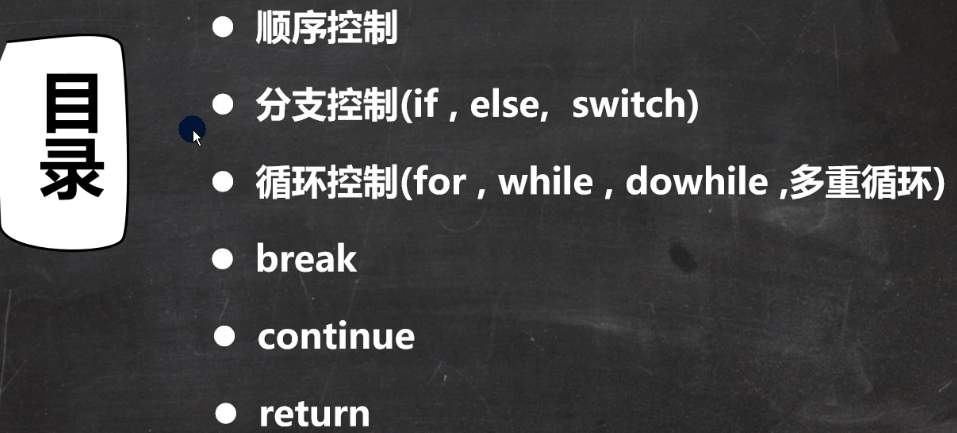 目录
顺序控制
分支控制(if , else,  switch)
循环控制(for , while , dowhile ,多重循环)
break
continue
return